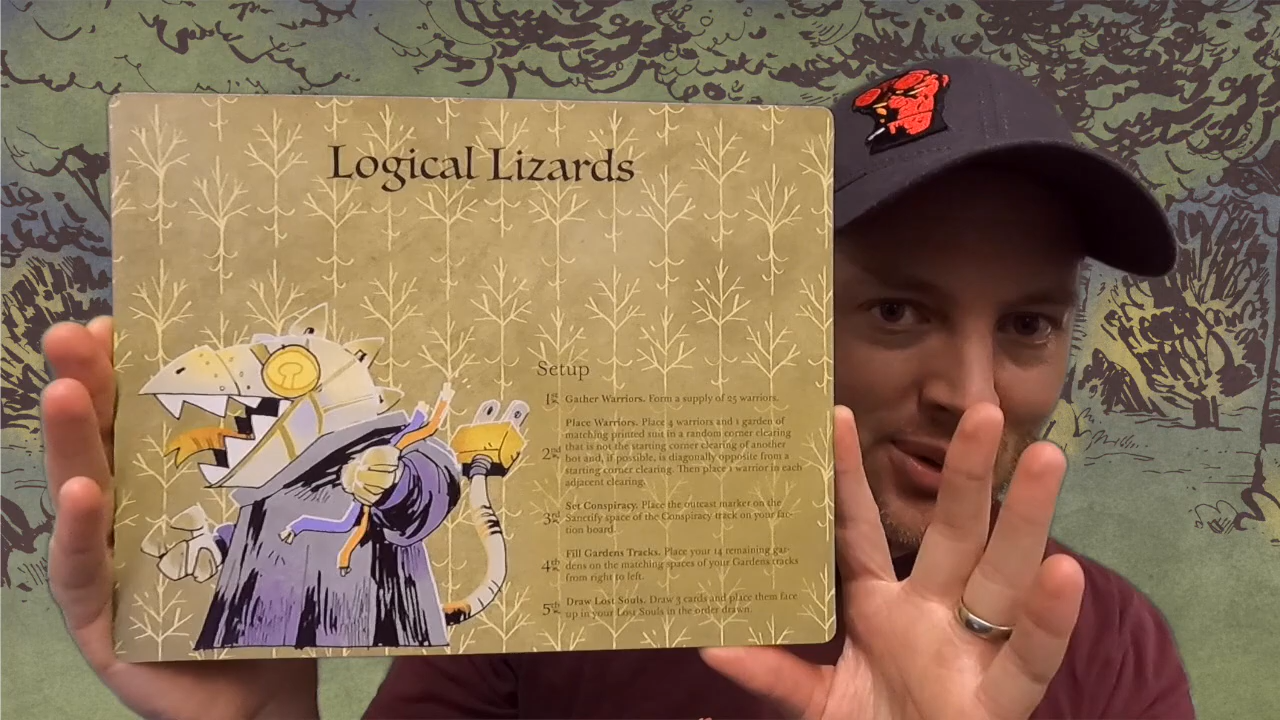 Logical Lizards
Setup
1st Gather Warriors. Form a supply of 25 warriors.
Place Warriors. Place 4 warriors and 1 garden of
matching printed suit in a random corner clearing
that is not the starting corner clearing of another
2nd bot and, if possible, is diagonally opposite from a
starting corner clearing. Then place 1 warrior in each
adjacent clearing.
Set Conspiracy. Place the outcast marker on the
3rd Sanctify space of the Conspiracy track on your fac-
tion board.
Fill Gardens Tracks. Place your 14 remaining gar-
4th dens on the matching spaces of your Gardens tracks
from right to left.
5th Draw Lost Souls. Draw 3 cards and place them face
up in your Lost Souls in the order drawn.